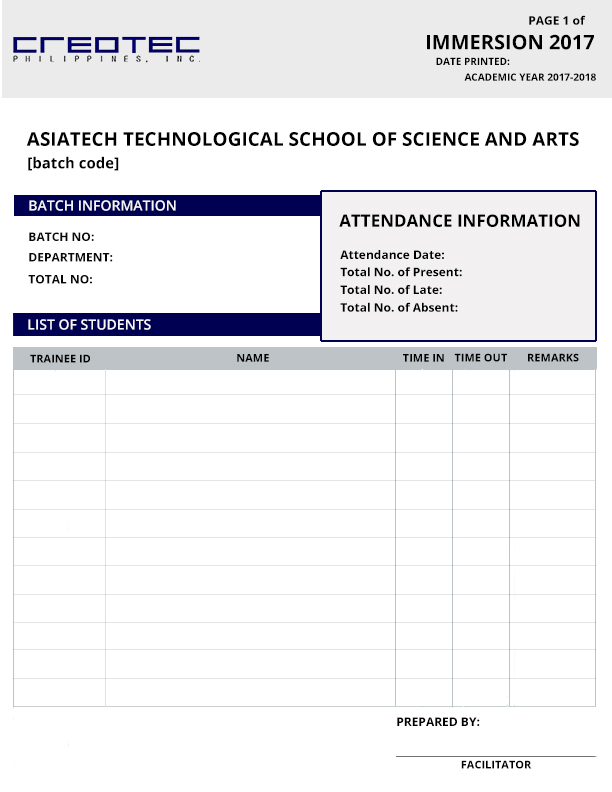 PAGE 1 of
CREOTEC
PHILIPPINES, INC.
IMMERSION 2017
DATE PRINTED:
ACADEMIC YEAR 2017-2018
ASIATECH TECHNOLOGICAL SCHOOL OF SCIENCE AND ARTS
[batch code]
BATCH INFORMATION
BATCH NO:
DEPARTMENT:
TOTAL NO:
ATTENDANCE INFORMATION
Attendance Date:
Total No. of Present:
Total No. of Late:
Total No. of Absent:
LIST OF STUDENTS
TRAINEE ID NAME TIME IN TIME OUT REMARKS
PREPARED BY:
FACILITATOR